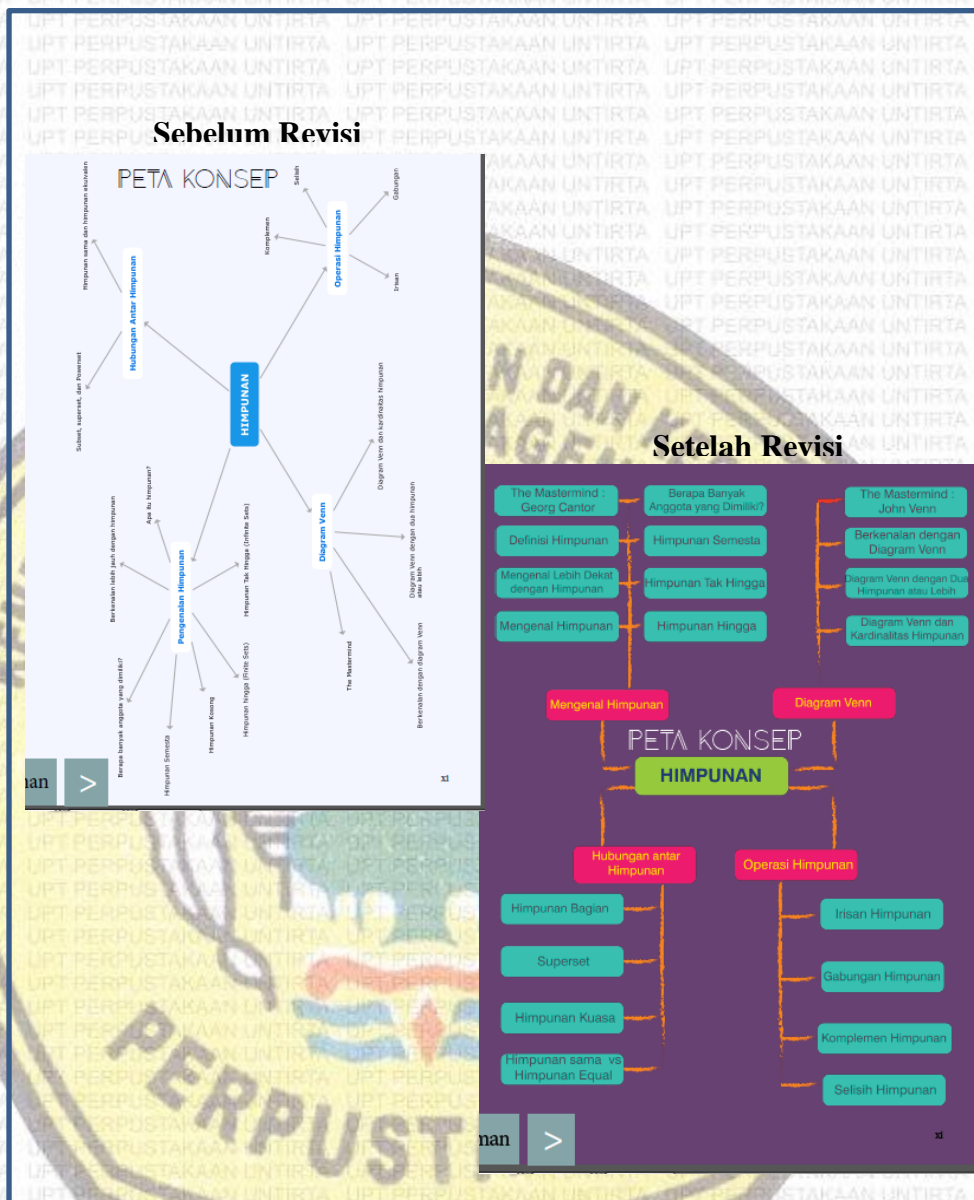 Sebelum Revisi
PETA KONSEP
Selisih
Gabungan
Komplemen
Irisan
Operasi Himpunan
Himpunan sama dan himpunan ekuivalen
Hubungan Antar Himpunan
Subset, superset, dan Powerset
HIMPUNAN
Diagram Venn dan kardinalitas himpunan
Diagram Venn
Diagram Venn dengan dua himpunan
atau lebih
Berkenalan dengan diagram Venn
The Mastermind
Apa itu himpunan?
Berkenalan lebih jauh dengan himpunan
Pengenalan Himpunan
Himpunan Tak Hingga (Infinite Sets)
Himpunan hingga (Finite Sets)
Himpunan Kosong
Himpunan Semesta
Berapa banyak anggota yang dimiliki?
nan >
xi
Setelah Revisi
The Mastermind :
Georg Cantor
Berapa Banyak
Anggota yang Dimiliki?
The Mastermind :
John Venn
Definisi Himpunan
Himpunan Semesta
Berkenalan dengan
Diagram Venn
Mengenal Lebih Dekat
dengan Himpunan
Himpunan Tak Hingga
Diagram Venn dengan Dua
Himpunan atau Lebih
Mengenal Himpunan
Himpunan Hingga
Diagram Venn dan
Kardinalitas Himpunan
Mengenal Himpunan
Diagram Venn
PETA KONSEP
HIMPUNAN
Hubungan antar
Himpunan
Operasi Himpunan
Himpunan Bagian
Irisan Himpunan
Superset
Gabungan Himpunan
Himpunan Kuasa
Komplemen Himpunan
Himpunan sama vs
Himpunan Equal
Selisih Himpunan
man >
xi
UPT PERPUSTAKAAN UNTIRTA